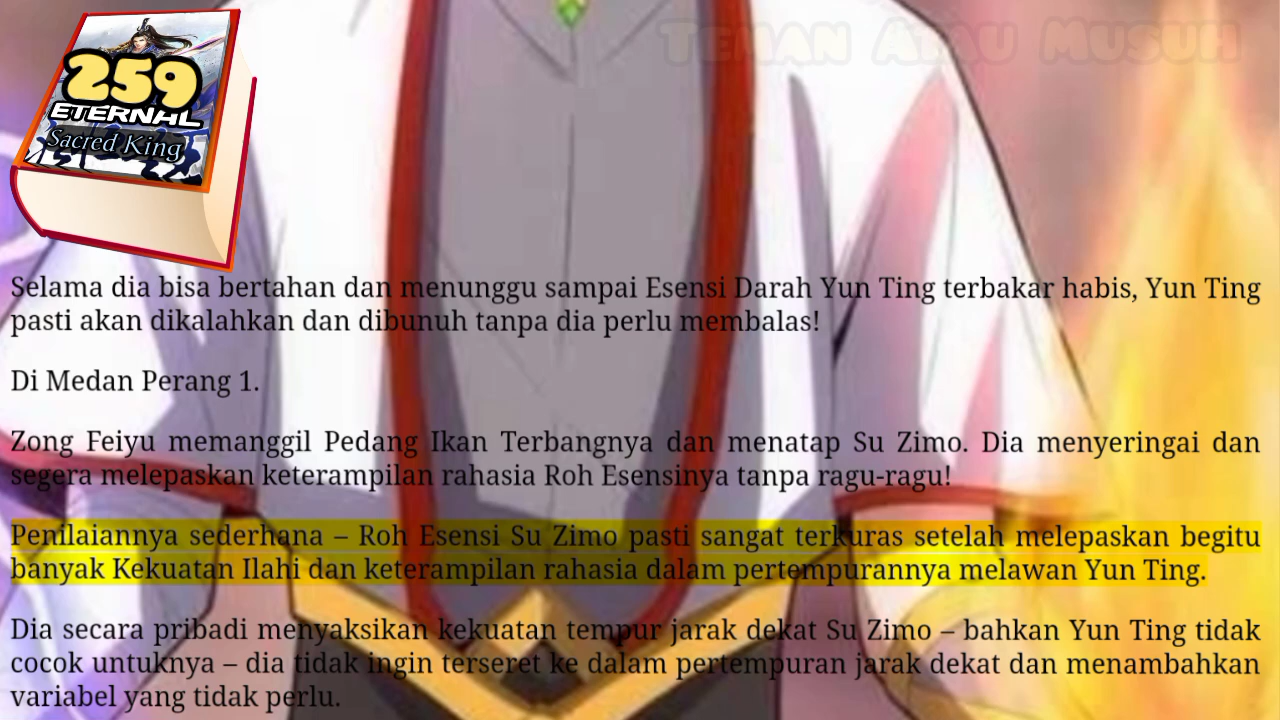 Teman Atau Musuh
259
ETERNAL
Sacred King
Selama dia bisa bertahan dan menunggu sampai Esensi Darah Yun Ting terbakar habis, Yun Ting
pasti akan dikalahkan dan dibunuh tanpa dia perlu membalas!
Di Medan Perang 1.
Zong Feiyu memanggil Pedang Ikan Terbangnya dan menatap Su Zimo. Dia menyeringai dan
segera melepaskan keterampilan rahasia Roh Esensinya tanpa ragu-ragu!
Penilaiannya sederhana – Roh Esensi Su Zimo pasti sangat terkuras setelah melepaskan begitu
banyak Kekuatan Ilahi dan keterampilan rahasia dalam pertempurannya melawan Yun Ting.
Dia secara pribadi menyaksikan kekuatan tempur jarak dekat Su Zimo – bahkan Yun Ting tidak
cocok untuknya – dia tidak ingin terseret ke dalam pertempuran jarak dekat dan menambahkan
variabel yang tidak perlu.